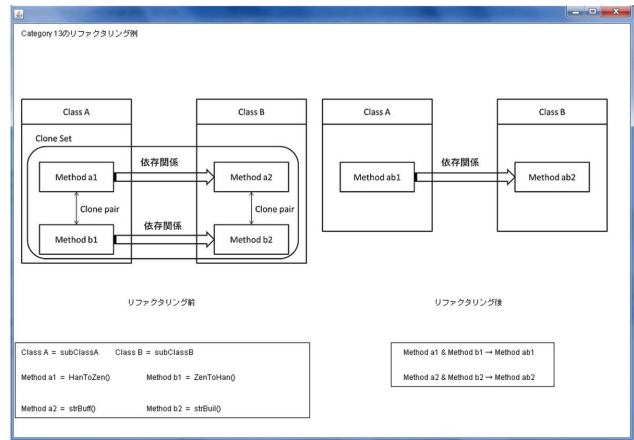 Category 13のリファクタリング例
Class A
Class B
Clone Set
Method a1
依存関係
Method a2
Clone pair
Clone pair
Method b1
依存関係
Method b2
Class A
Class B
Method ab1
依存関係
Method ab2
リファクタリング前
リファクタリング後
Class A = subClassA Class B = subClassB
Method a1 = HanToZen() Method b1 = ZenToHan()
Method a2 = strBuff() Method b2 = strBuil()
Method a1 & Method b1 → Method ab1
Method a2 & Method b2 → Method ab2